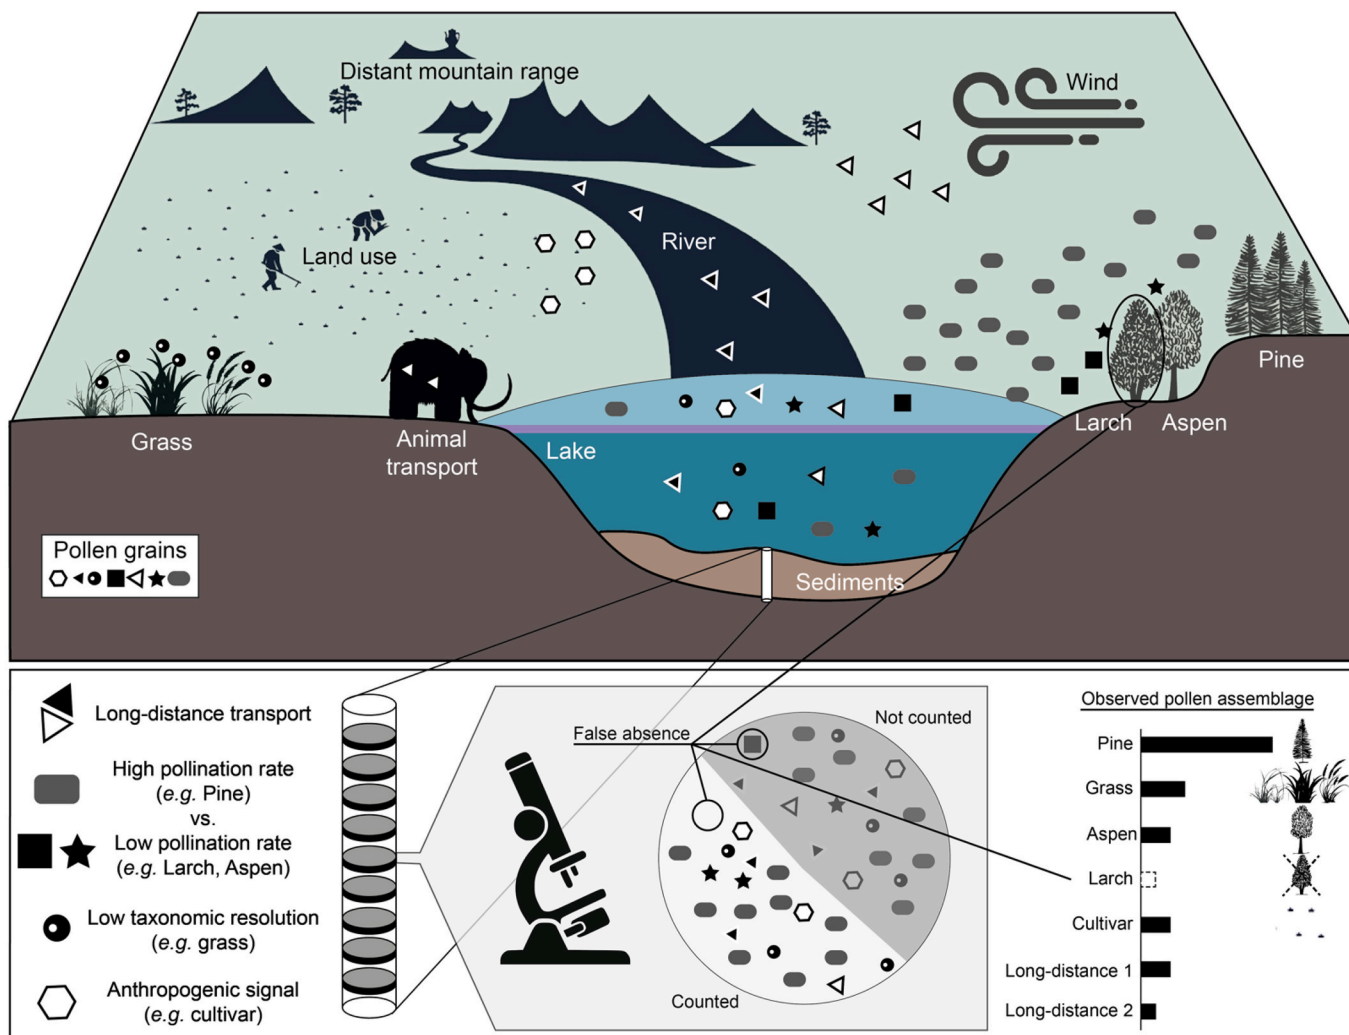 Distant mountain range
Wind
River
Land use
Pine
Grass
Animal
transport
Lake
Larch
Aspen
Pollen grains
Sediments
Long-distance transport
High pollination rate
(e.g. Pine)
vs.
Low pollination rate
(e.g. Larch, Aspen)
Low taxonomic resolution
(e.g. grass)
Anthropogenic signal
(e.g. cultivar)
False absence
Not counted
Counted
Observed pollen assemblage
Pine
Grass
Aspen
Larch
Cultivar
Long-distance 1
Long-distance 2